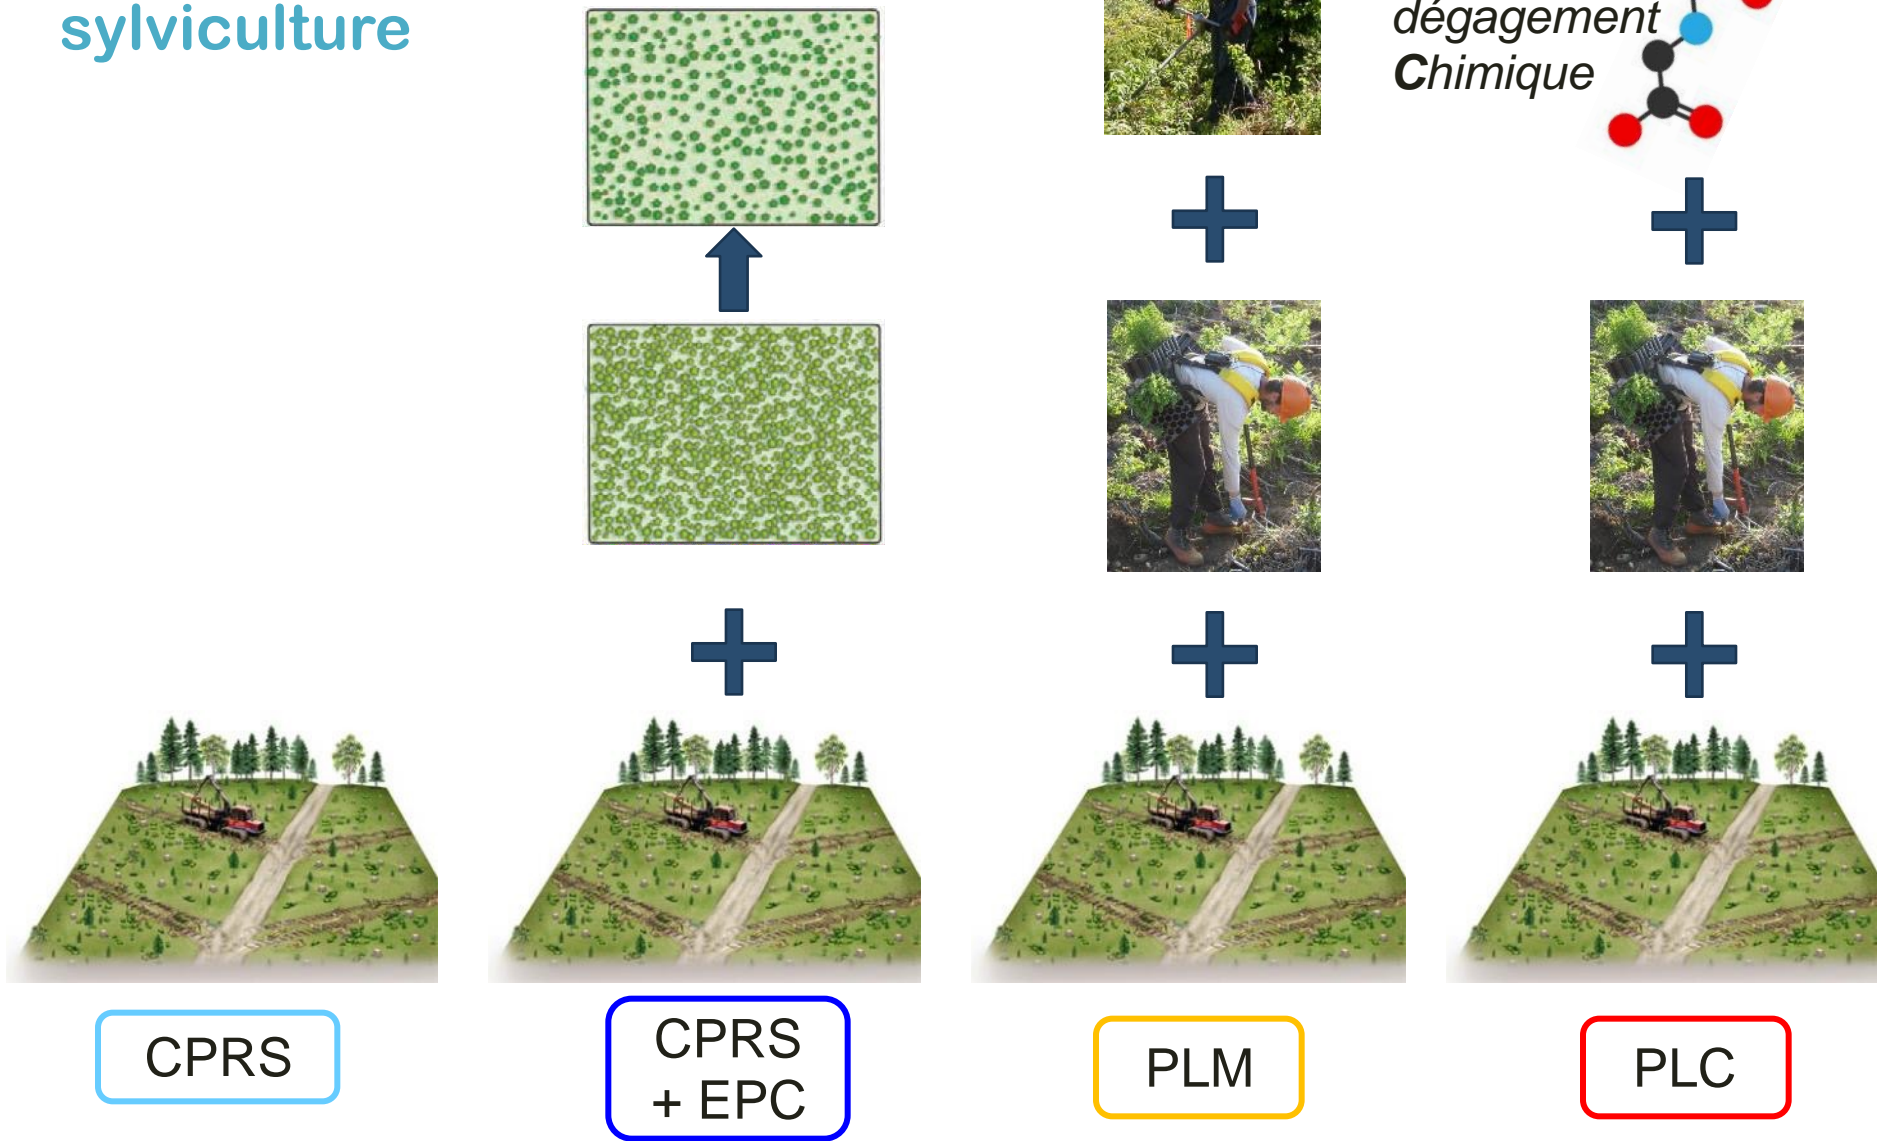 sylviculture
dégagement
Chimique
CPRS
CPRS
+ EPC
PLM
PLC